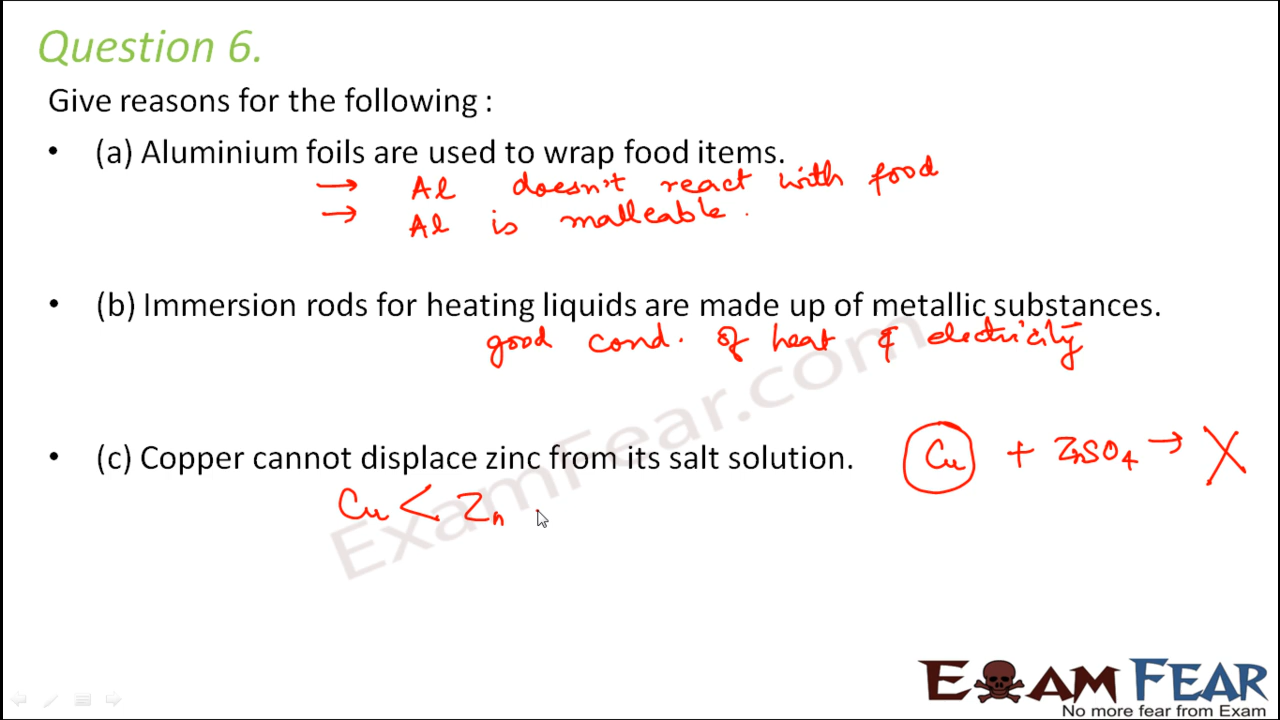 Question 6.
Give reasons for the following :
• (a) Aluminium foils are used to wrap food items.
→ Al doesn't react with food
→ Al is malleable.
• (b) Immersion rods for heating liquids are made up of metallic substances.
good cond. of heat & electricity
• (c) Copper cannot displace zinc from its salt solution.
Cu + ZnSO4 → X
Cu < Zn
ExamFear.com
EXAM FEAR
No more fear from Exam